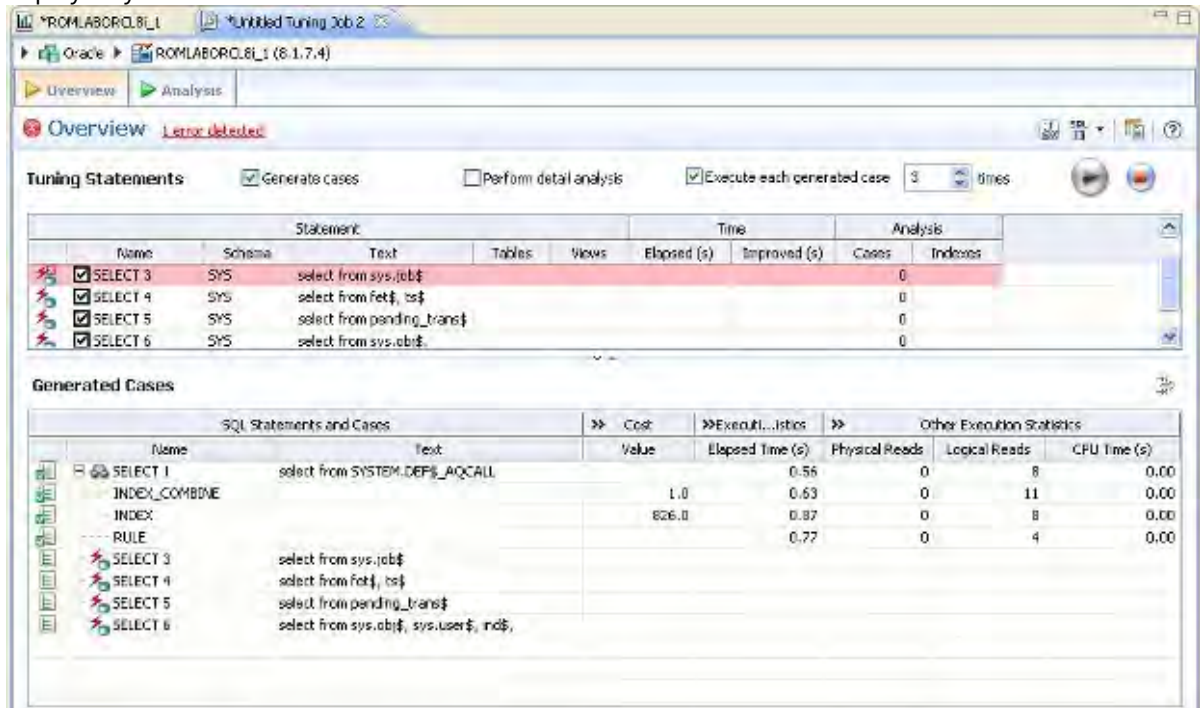 *ROMLABORCL8i_1 *Untitled Tuning Job 2
Oracle ROMLABORCL8i_1 (8.1.7.4)
Overview Analysis
Overview 1 error detected
Tuning Statements Generate cases Perform detail analysis Execute each generated case 3 times
Statement Time Analysis
Name Schema Text Tables Views Elapsed (s) Improved (s) Cases Indexes
SELECT 3 SYS select from sys.job$ 0
SELECT 4 SYS select from fet$, ts$ 0
SELECT 5 SYS select from pending_trans$ 0
SELECT 6 SYS select from sys.obj$, 0
Generated Cases
SQL Statements and Cases >> Cost >>Executi...istics >> Other Execution Statistics
Name Text Value Elapsed Time (s) Physical Reads Logical Reads CPU Time (s)
SELECT 1 select from SYSTEM.DEF$_AQCALL 0.56 0 8 0.00
INDEX_COMBINE 1.0 0.63 0 11 0.00
INDEX 826.0 0.87 0 8 0.00
RULE 0.77 0 4 0.00
SELECT 3 select from sys.job$
SELECT 4 select from fet$, ts$
SELECT 5 select from pending_trans$
SELECT 6 select from sys.obj$, sys.user$, ind$,